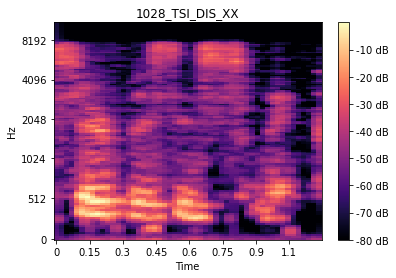 1028_TSI_DIS_XX
8192
4096
2048
1024
512
0
Hz
0 0.15 0.3 0.45 0.6 0.75 0.9 1.1
Time
-10 dB
-20 dB
-30 dB
-40 dB
-50 dB
-60 dB
-70 dB
-80 dB